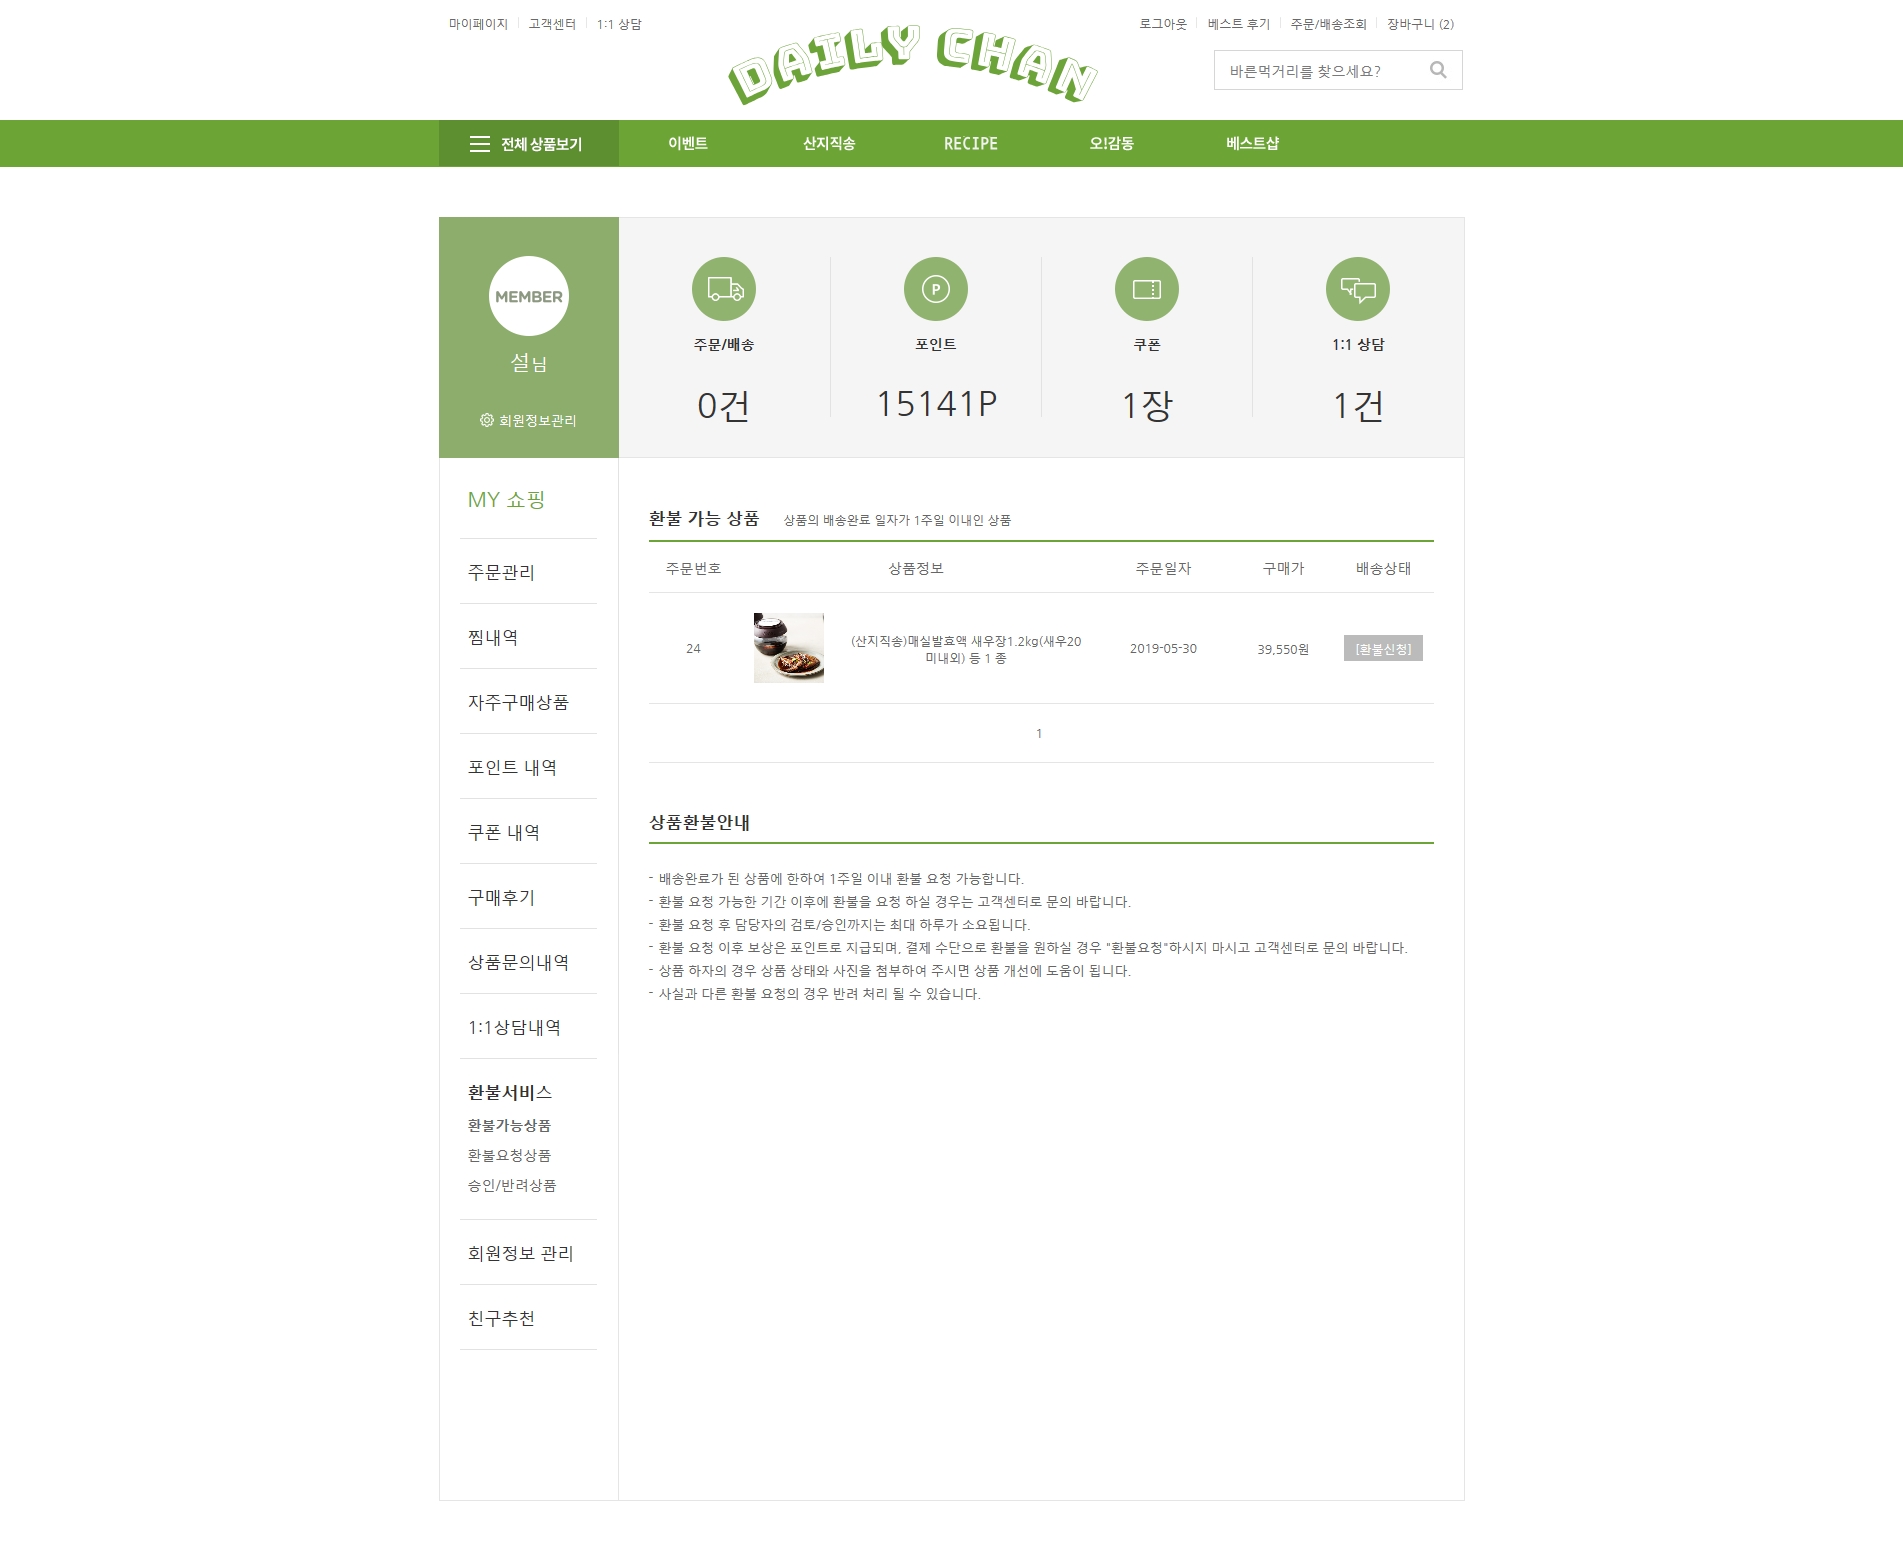 마이페이지
고객센터
1:1 상담
DAILY CHAN
로그아웃
베스트 후기
주문/배송조회
장바구니 (2)
바른먹거리를 찾으세요?
전체 상품보기
이벤트
산지직송
RECIPE
오!감동
베스트샵
MEMBER
설님
회원정보관리
주문/배송
0건
포인트
15141P
쿠폰
1장
1:1 상담
1건
MY 쇼핑
주문관리
찜내역
자주구매상품
포인트 내역
쿠폰 내역
구매후기
상품문의내역
1:1상담내역
환불서비스
환불가능상품
환불요청상품
승인/반려상품
회원정보 관리
친구추천
환불 가능 상품
상품의 배송완료 일자가 1주일 이내인 상품
주문번호
상품정보
주문일자
구매가
배송상태
24
(산지직송)매실발효액 새우장1.2kg(새우20
미내외) 등 1 종
2019-05-30
39,550원
[환불신청]
1
상품환불안내
- 배송완료가 된 상품에 한하여 1주일 이내 환불 요청 가능합니다.
- 환불 요청 가능한 기간 이후에 환불을 요청 하실 경우는 고객센터로 문의 바랍니다.
- 환불 요청 후 담당자의 검토/승인까지는 최대 하루가 소요됩니다.
- 환불 요청 이후 보상은 포인트로 지급되며, 결제 수단으로 환불을 원하실 경우 "환불요청"하시지 마시고 고객센터로 문의 바랍니다.
- 상품 하자의 경우 상품 상태와 사진을 첨부하여 주시면 상품 개선에 도움이 됩니다.
- 사실과 다른 환불 요청의 경우 반려 처리 될 수 있습니다.